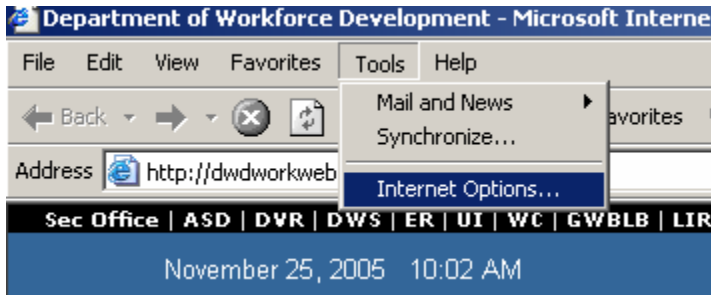 Department of Workforce Development - Microsoft Interne
File Edit View Favorites Tools Help
Back avorites
Mail and News
Synchronize...
Address http://dwdworkweb
Internet Options...
Sec Office | ASD | DVR | DWS | ER | UI | WC | GWBLB | LIR
November 25, 2005 10:02 AM